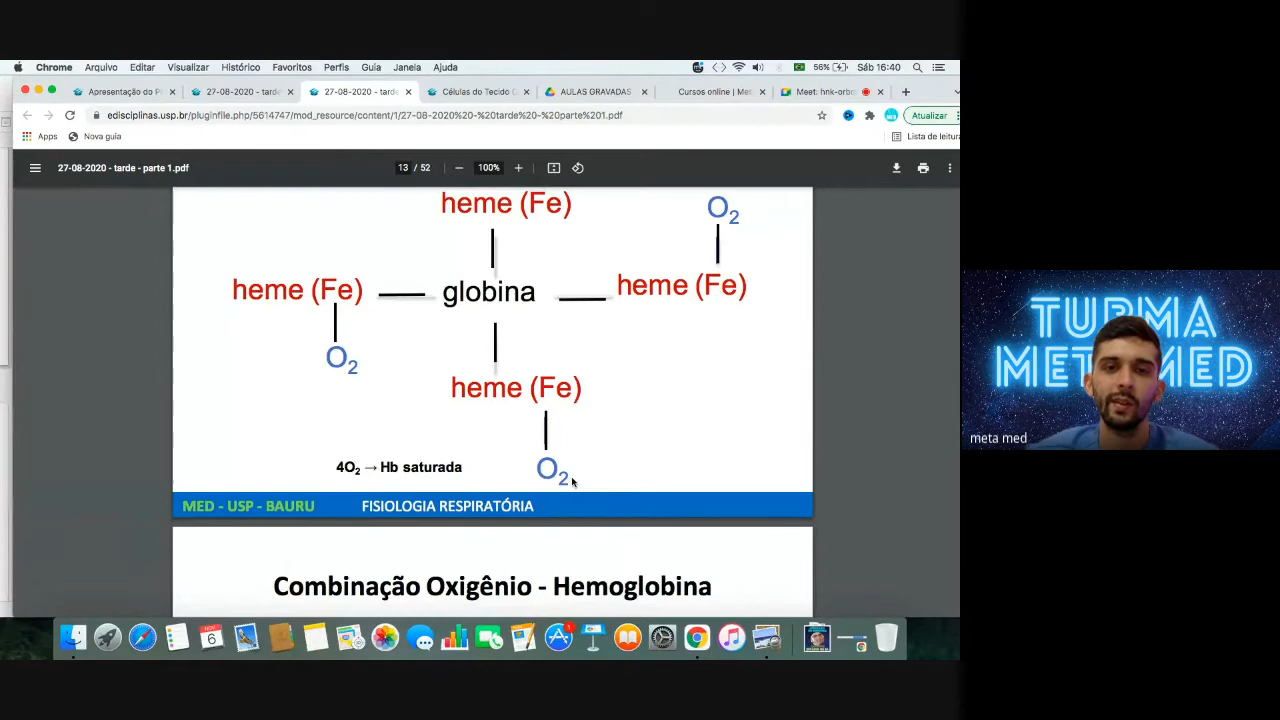 Chrome Arquivo Editar Visualizar Histórico Favoritos Perfis Guia Janela Ajuda
56% Sáb 16:40
Apresentação do P
27-08-2020 - tarde
27-08-2020 - tarde
Células do Tecido (
AULAS GRAVADAS
Cursos online | Met
Meet: hnk-orbr
edisciplinas.usp.br/pluginfile.php/5614747/mod_resource/content/1/27-08-2020%20-%20tarde%20-%20parte%201.pdf
Atualizar
Apps
Nova guia
Lista de leitura
27-08-2020 - tarde - parte 1.pdf
13 / 52
100%
heme (Fe)
O2
heme (Fe)
globina
heme (Fe)
O2
heme (Fe)
4O2 → Hb saturada
O2
MED - USP - BAURU
FISIOLOGIA RESPIRATÓRIA
Combinação Oxigênio - Hemoglobina
6
1
TURMA
META MED
meta med